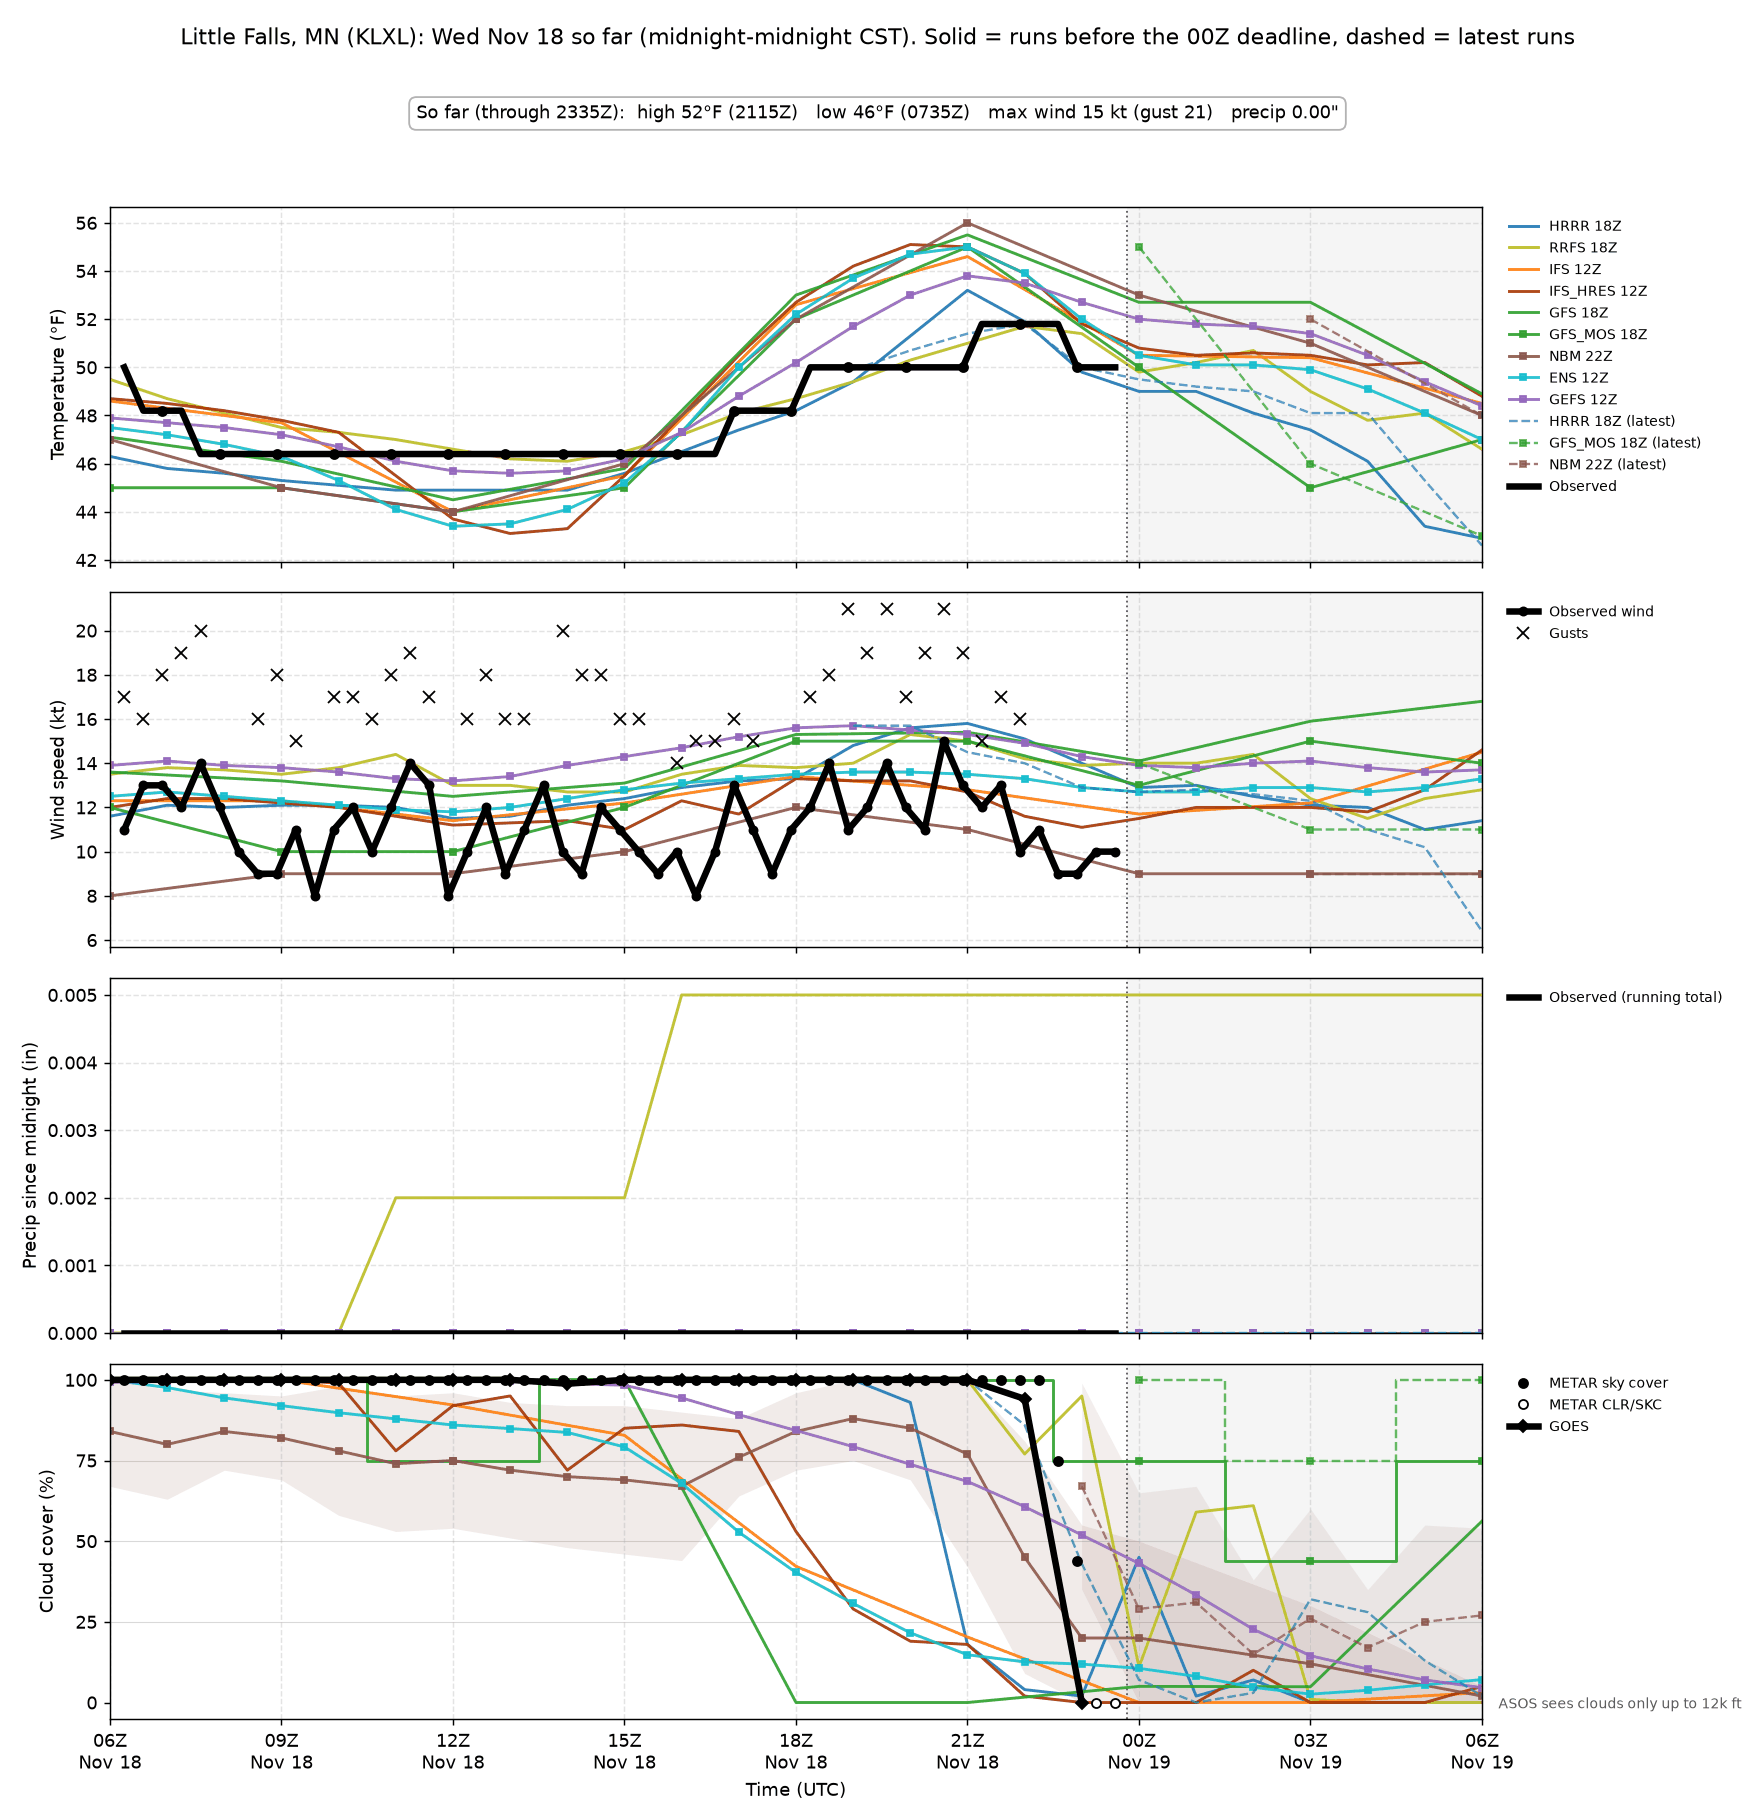 Little Falls, MN (KLXL): Wed Nov 18 so far (midnight-midnight CST). Solid = runs before the 00Z deadline, dashed = latest runs
So far (through 2335Z):  high 52°F (2115Z)   low 46°F (0735Z)   max wind 15 kt (gust 21)   precip 0.00"
Temperature (°F)
56
54
52
50
48
46
44
42
HRRR 18Z
RRFS 18Z
IFS 12Z
IFS_HRES 12Z
GFS 18Z
GFS_MOS 18Z
NBM 22Z
ENS 12Z
GEFS 12Z
HRRR 18Z (latest)
GFS_MOS 18Z (latest)
NBM 22Z (latest)
Observed
Wind speed (kt)
20
18
16
14
12
10
8
6
Observed wind
Gusts
Precip since midnight (in)
0.005
0.004
0.003
0.002
0.001
0.000
Observed (running total)
Cloud cover (%)
100
75
50
25
0
METAR sky cover
METAR CLR/SKC
GOES
ASOS sees clouds only up to 12k ft
06Z
Nov 18
09Z
Nov 18
12Z
Nov 18
15Z
Nov 18
18Z
Nov 18
21Z
Nov 18
00Z
Nov 19
03Z
Nov 19
06Z
Nov 19
Time (UTC)